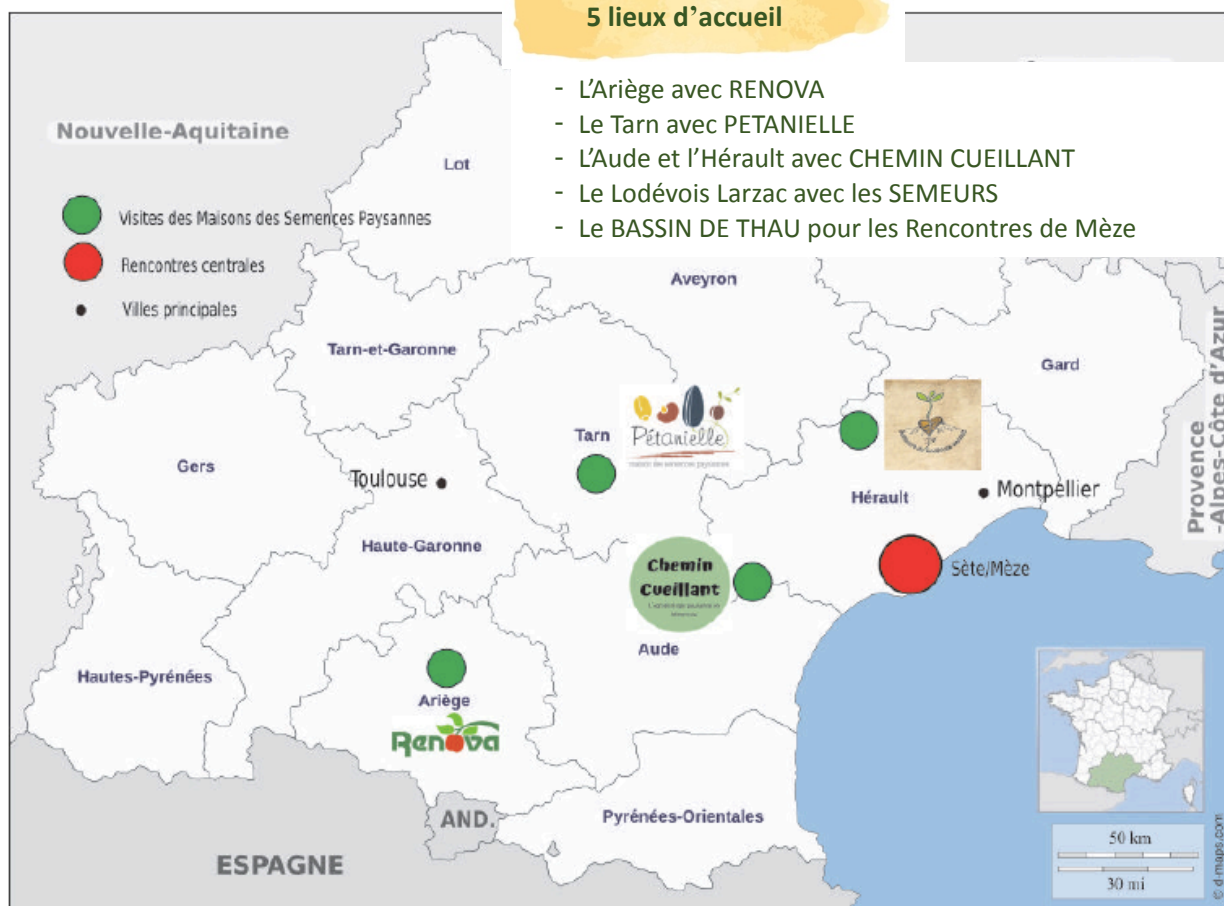 5 lieux d'accueil
- L'Ariège avec RENOVA
- Le Tarn avec PETANIELLE
- L'Aude et l'Hérault avec CHEMIN CUEILLANT
- Le Lodévois Larzac avec les SEMEURS
- Le BASSIN DE THAU pour les Rencontres de Mèze
Nouvelle-Aquitaine
Visites des Maisons des Semences Paysannes
Rencontres centrales
Villes principales
Lot
Aveyron
Tarn-et-Garonne
Gard
Provence
-Alpes-Côte d'Azur
Tarn
Pétanielle
maison des semences paysannes
Gers
Toulouse
Hérault
Montpellier
Haute-Garonne
Chemin
Cueillant
Sète/Mèze
Aude
Hautes-Pyrénées
Ariège
Renova
AND.
Pyrénées-Orientales
ESPAGNE
50 km
30 mi
© d-maps.com